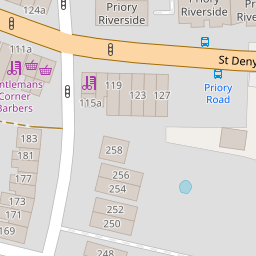 124a
Priory
Riverside
Priory
Riverside
111a
St Deny
119
127
123
115a
Priory
Road
ntlemans
Corner
Barbers
183
181
177
173
171
169
258
256
254
252
250
248